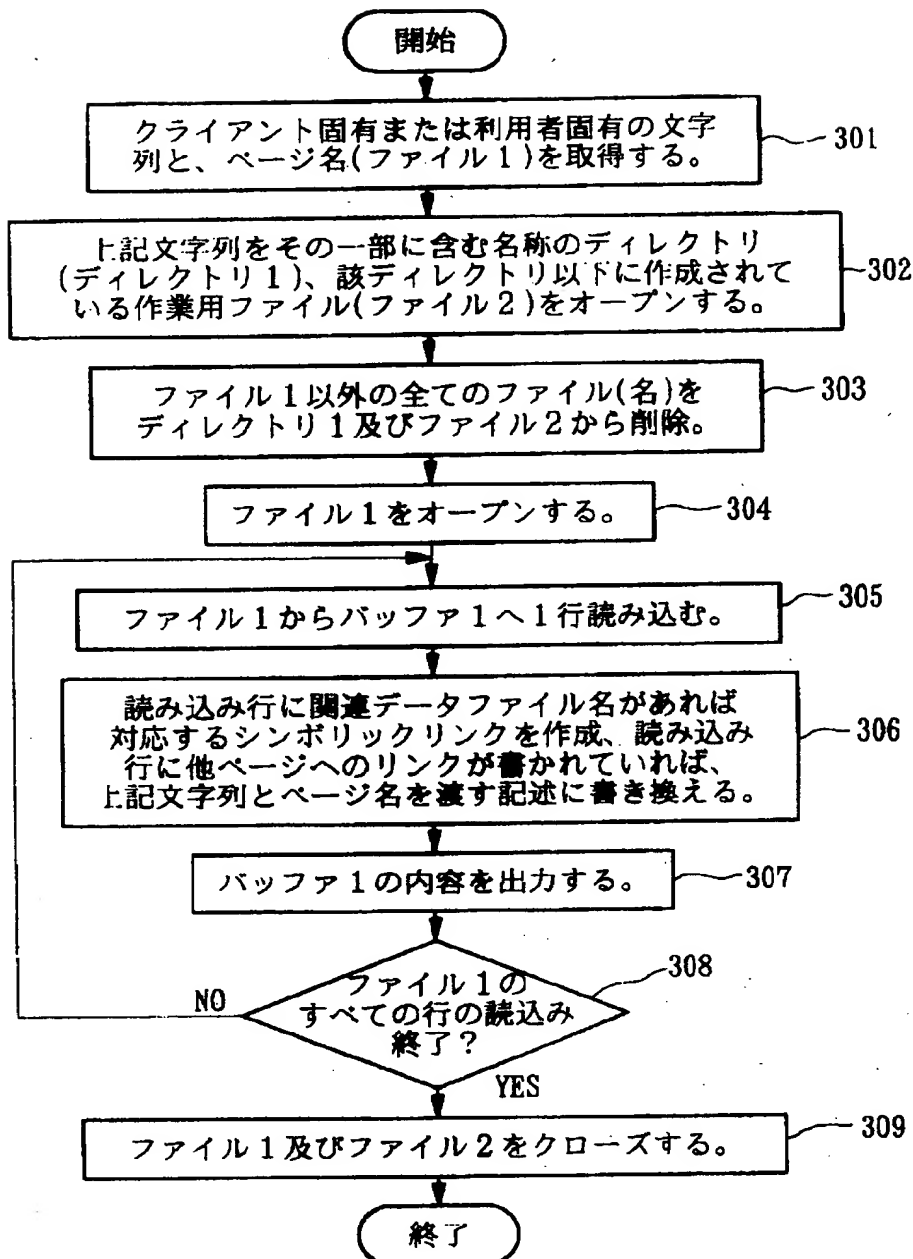 開始
クライアント固有または利用者固有の文字
列と、ページ名(ファイル1)を取得する。
301
上記文字列をその一部に含む名称のディレクトリ
(ディレクトリ1)、該ディレクトリ以下に作成されて
いる作業用ファイル(ファイル2)をオープンする。
302
ファイル1以外の全てのファイル(名)を
ディレクトリ1及びファイル2から削除。
303
ファイル1をオープンする。
304
ファイル1からバッファ1へ1行読み込む。
305
読み込み行に関連データファイル名があれば
対応するシンボリックリンクを作成、読み込み
行に他ページへのリンクが書かれていれば、
上記文字列とページ名を渡す記述に書き換える。
306
バッファ1の内容を出力する。
307
ファイル1の
すべての行の読込み
終了?
308
NO
YES
ファイル1及びファイル2をクローズする。
309
終了